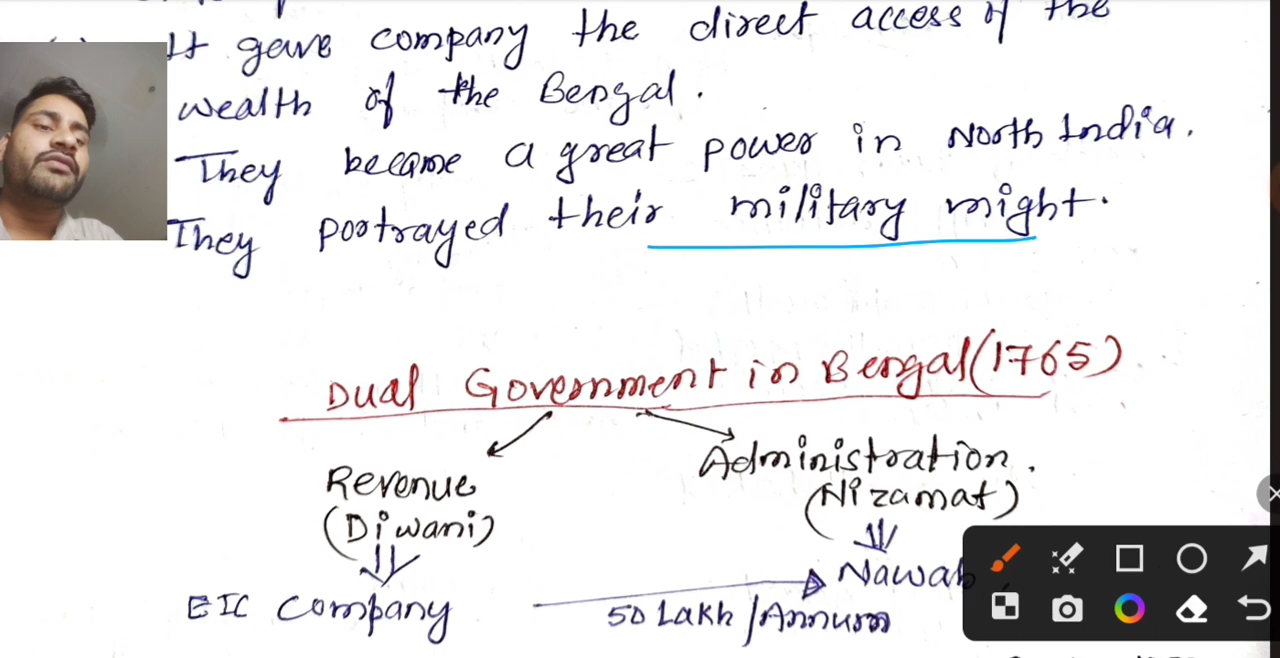 It gave company the direct access of the
wealth of the Bengal.
They became a great power in North India.
They portrayed their military might.
Dual Government in Bengal (1765)
Revenue
(Diwani)
Administration.
(Nizamat)
EIC Company
50 Lakh/Annum
Nawab